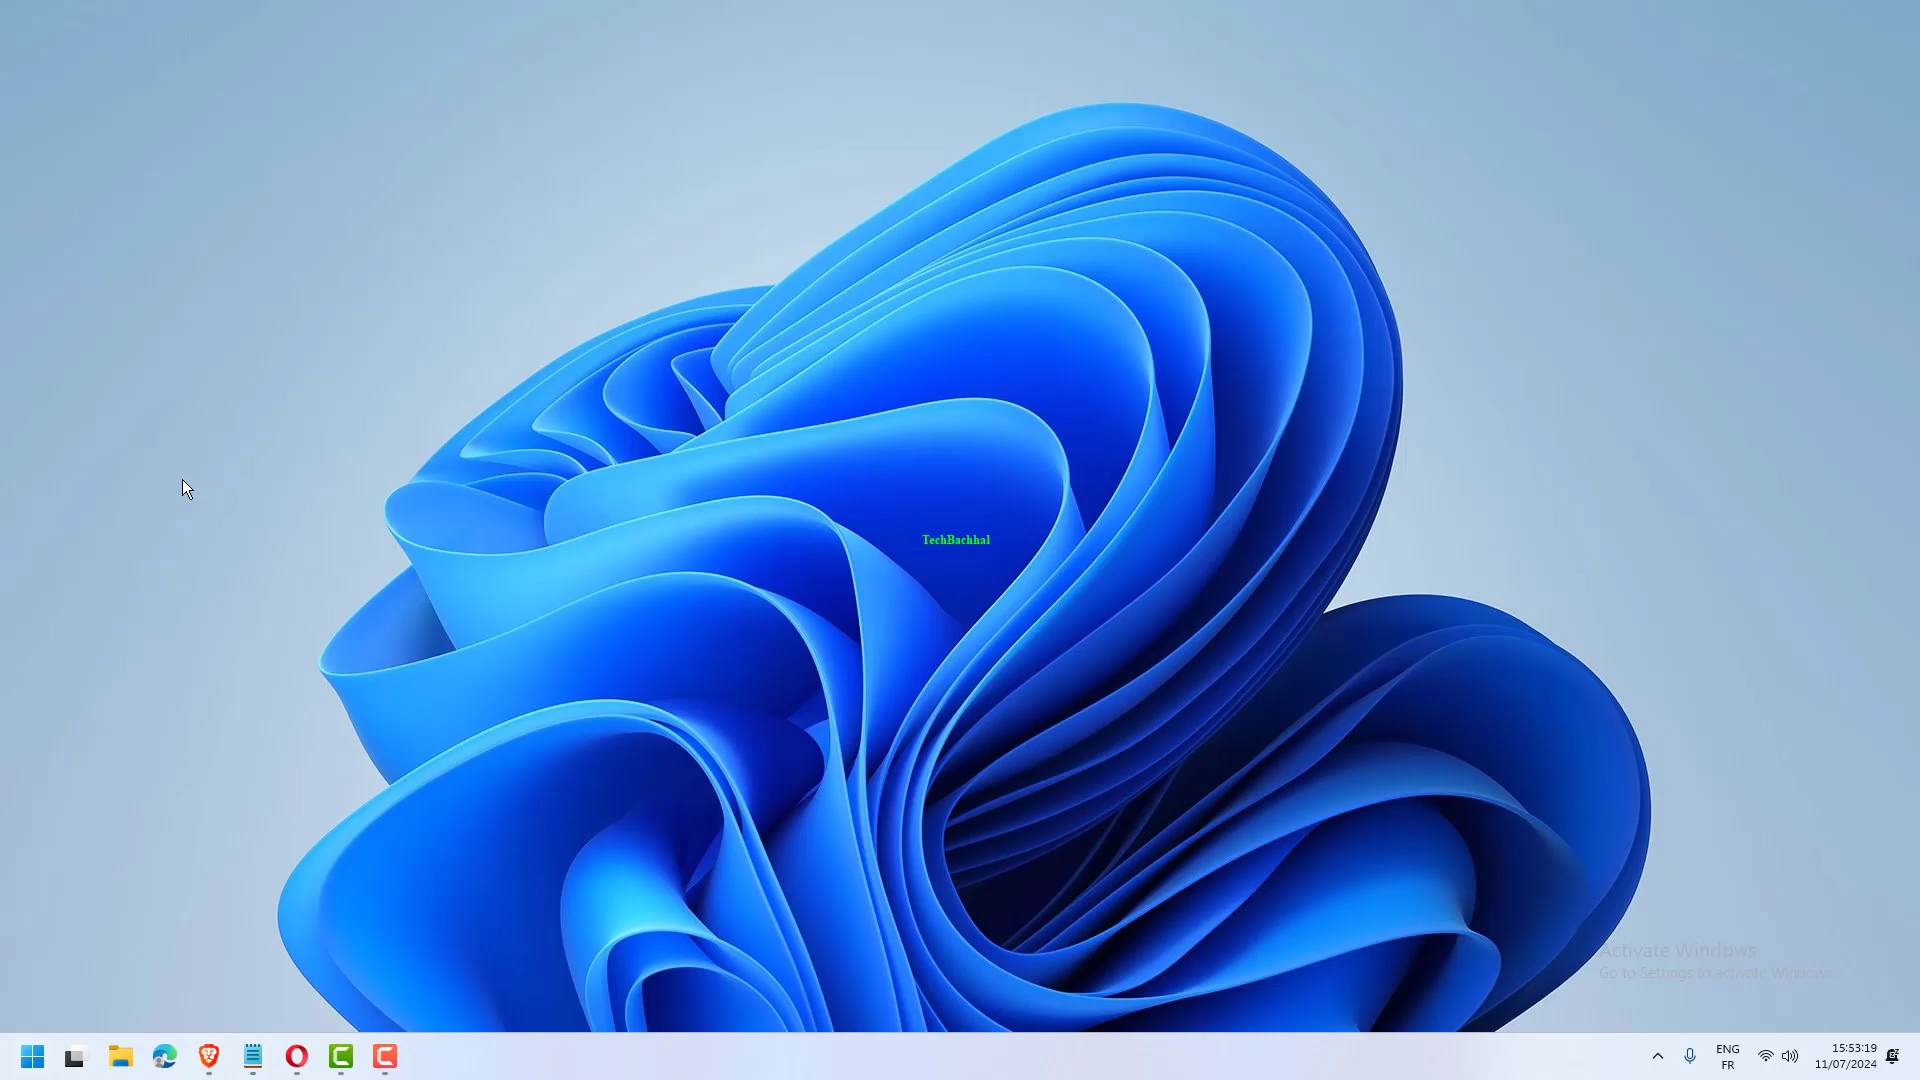 TechBachhal
Activate Windows
Go to Settings to activate Windows.
ENG
FR
15:53:19
11/07/2024